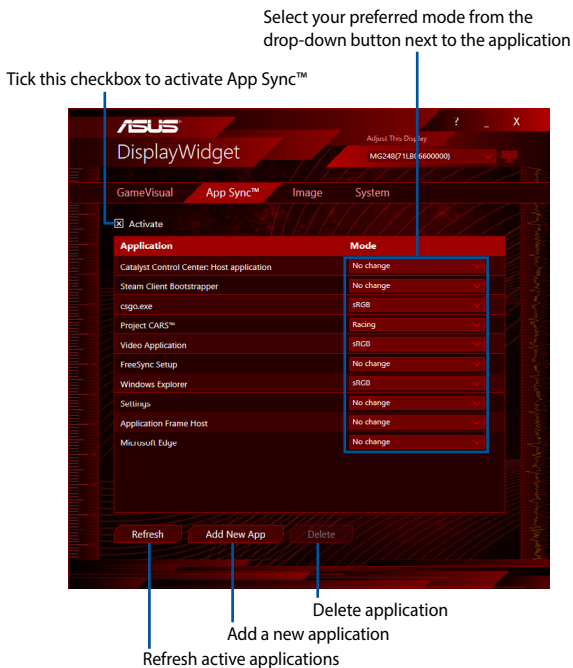 Select your preferred mode from the
drop-down button next to the application
Tick this checkbox to activate App Sync™
ASUS
DisplayWidget
? _ X
Adjust This Display
MG248(71LBC6600000)
GameVisual App Sync™ Image System
Activate
Application Mode
Catalyst Control Center: Host application No change
Steam Client Bootstrapper No change
csgo.exe sRGB
Project CARS™ Racing
Video Application sRGB
FreeSync Setup No change
Windows Explorer sRGB
Settings No change
Application Frame Host No change
Microsoft Edge No change
Refresh Add New App Delete
Delete application
Add a new application
Refresh active applications